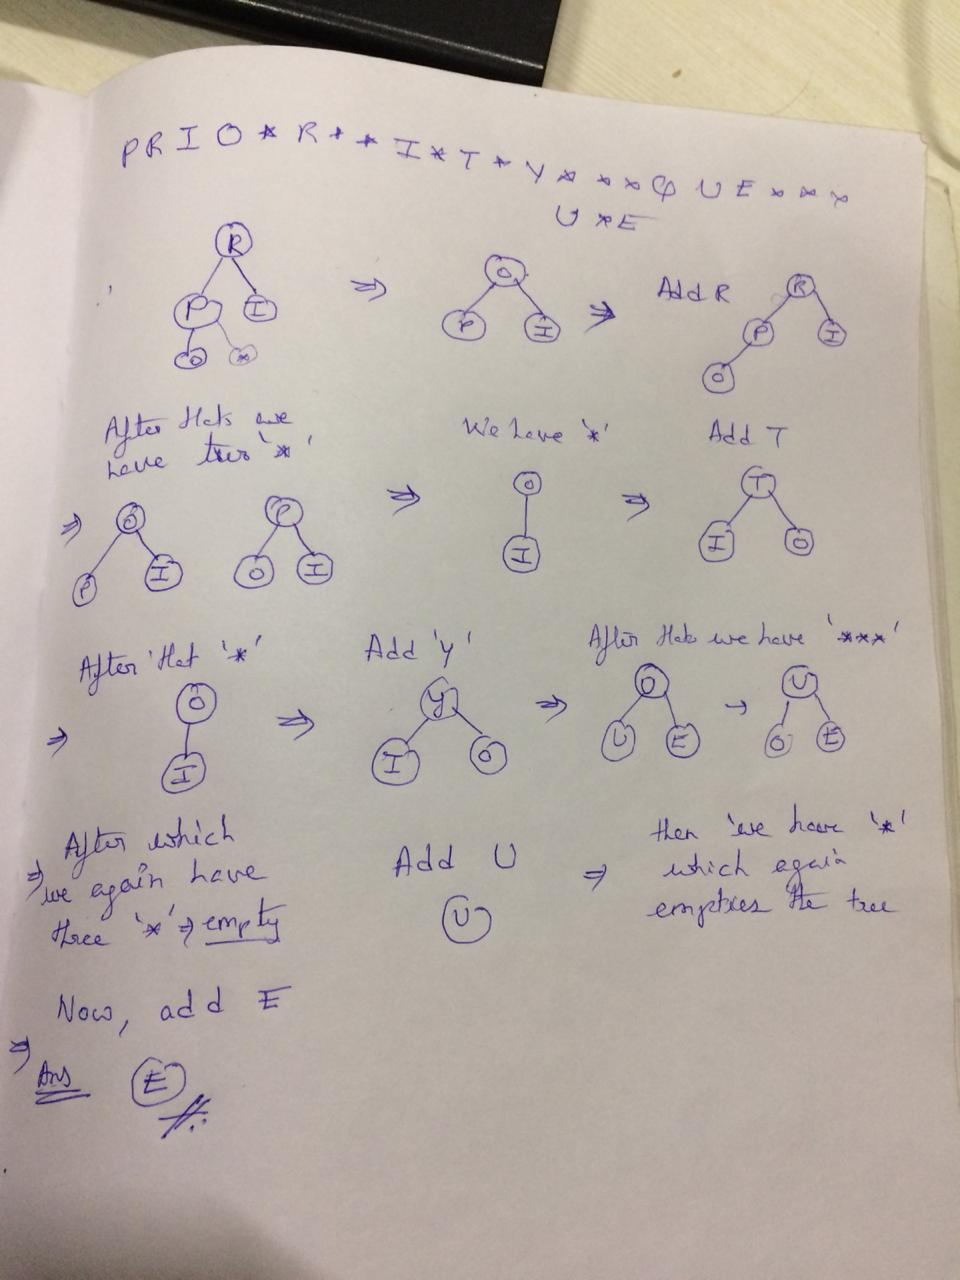 P R I O * R * * I * T * Y * * * Q U E * * *
U * E
R
P I
O *
⇒
O
P I
⇒
Add R
R
P I
O
After that we
have two '*'
⇒
O
P I
P
O I
⇒
We have '*'
O
I
⇒
Add T
T
I O
After that '*'
⇒
O
I
⇒
Add 'Y'
Y
I O
⇒
After that we have '***'
Q
U E
→
U
Q E
After which
⇒ we again have
three '*' ⇒ empty
Add U
U
⇒
then we have '*'
which again
empties the tree
Now, add E
⇒
Ans E